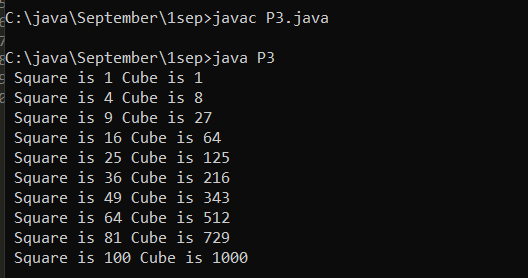 C:\java\September\1sep>javac P3.java
C:\java\September\1sep>java P3
Square is 1 Cube is 1
Square is 4 Cube is 8
Square is 9 Cube is 27
Square is 16 Cube is 64
Square is 25 Cube is 125
Square is 36 Cube is 216
Square is 49 Cube is 343
Square is 64 Cube is 512
Square is 81 Cube is 729
Square is 100 Cube is 1000